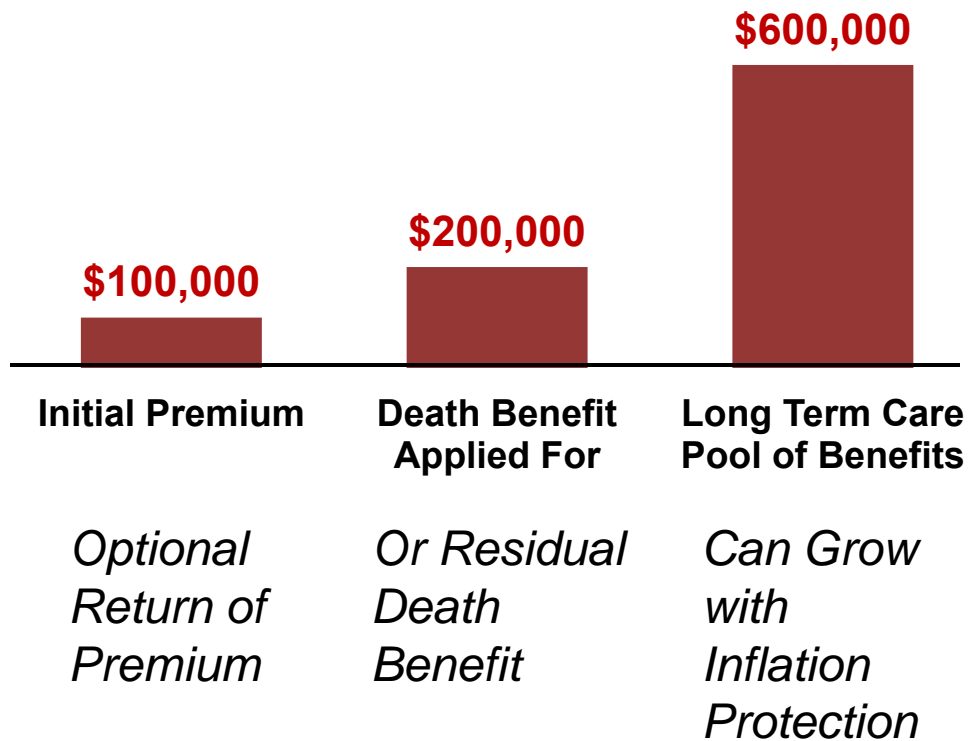 $600,000
$200,000
$100,000
Initial Premium
Death Benefit
Applied For
Long Term Care
Pool of Benefits
Optional
Return of
Premium
Or Residual
Death
Benefit
Can Grow
with
Inflation
Protection